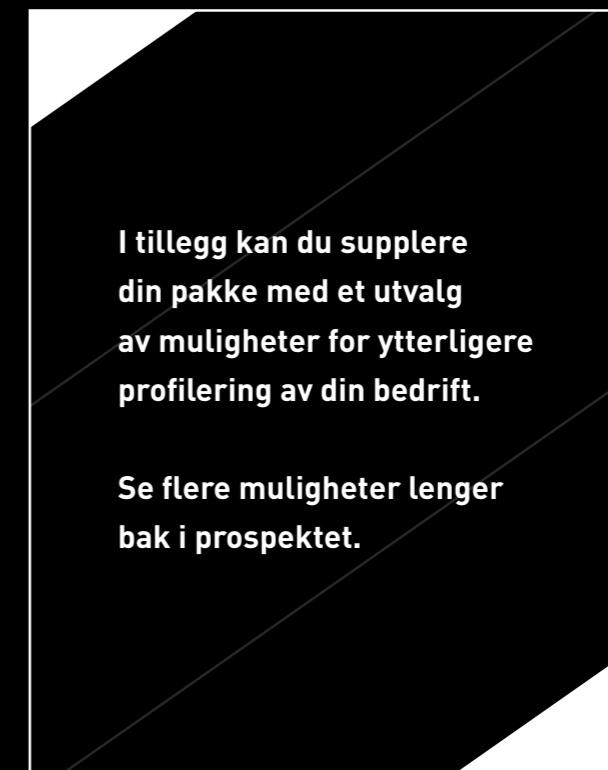 I tillegg kan du supplere
din pakke med et utvalg
av muligheter for ytterligere
profilering av din bedrift.
Se flere muligheter lenger
bak i prospektet.